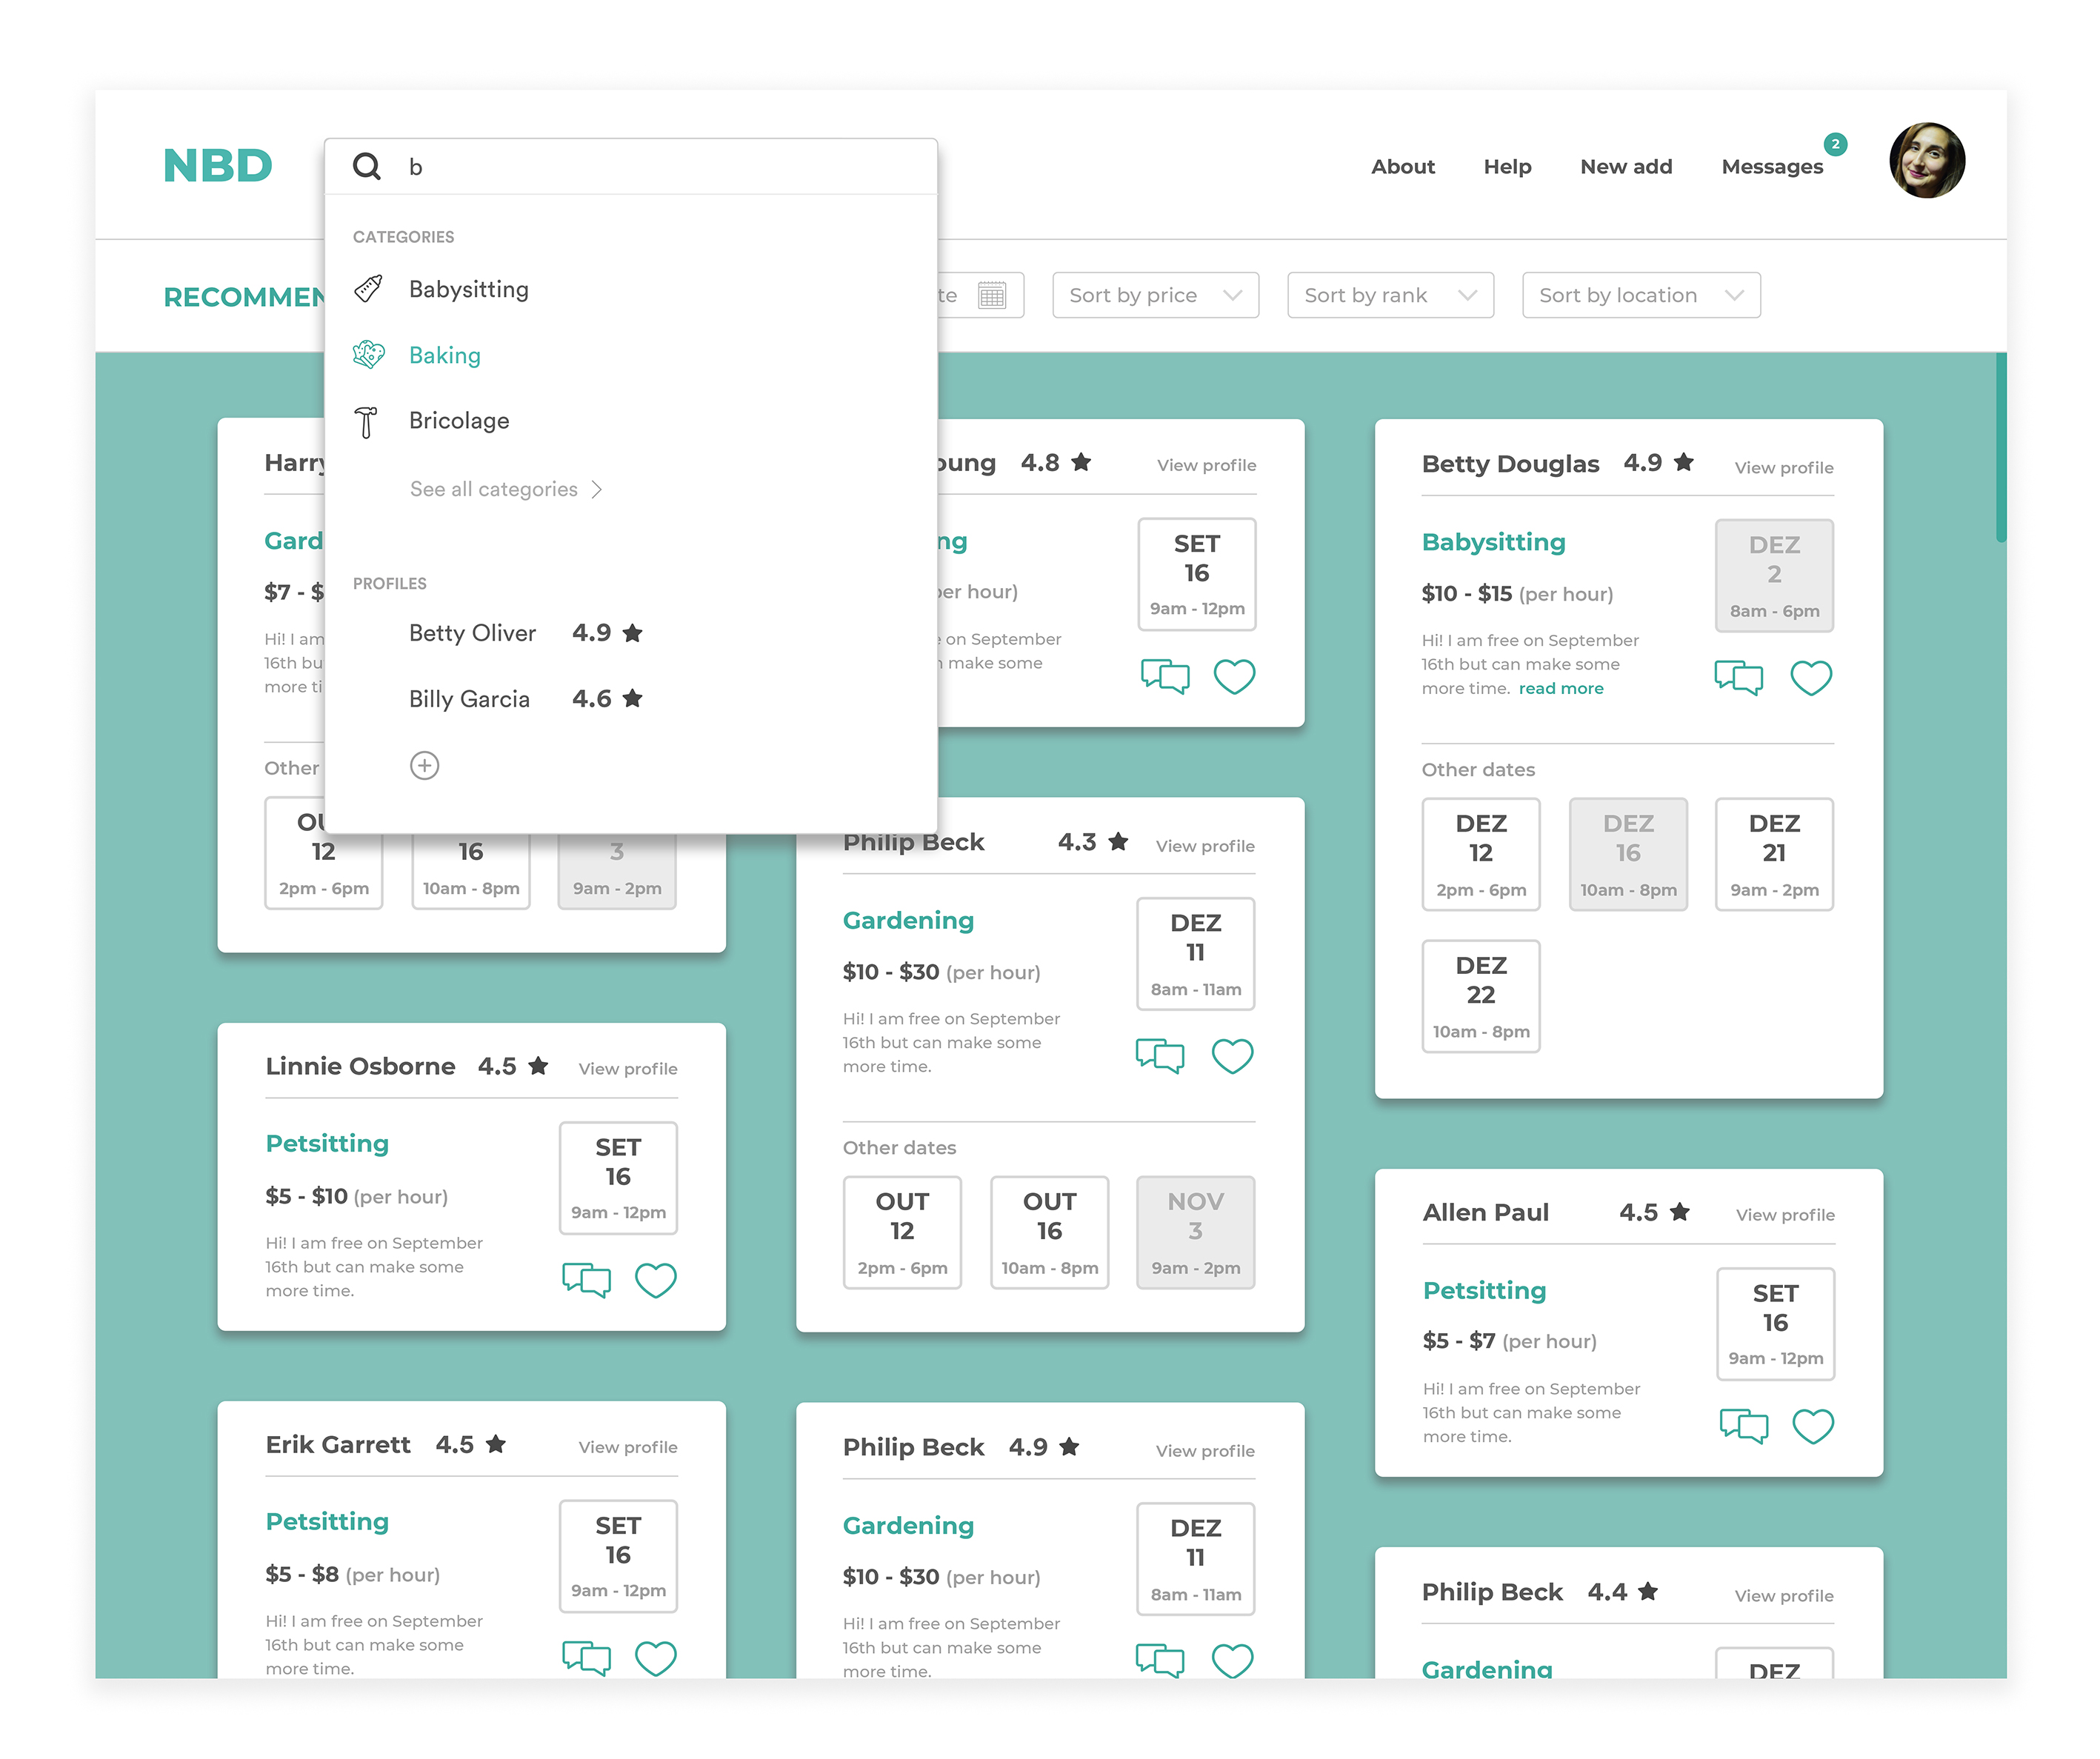 NBD
b
About
Help
New add
Messages
2
CATEGORIES
Babysitting
Baking
Bricolage
See all categories
PROFILES
Betty Oliver 4.9
Billy Garcia 4.6
Sort by price
Sort by rank
Sort by location
Harry
$7 -
Hi! I am
16th
more
Other
12
2pm - 6pm
16
10am - 8pm
3
9am - 2pm
4.8
View profile
SET
16
9am - 12pm
hour)
on September
make some
Betty Douglas 4.9
View profile
Babysitting
$10 - $15 (per hour)
Hi! I am free on September
16th but can make some
more time. read more
DEZ
2
8am - 6pm
Other dates
DEZ
12
2pm - 6pm
DEZ
16
10am - 8pm
DEZ
21
9am - 2pm
DEZ
22
10am - 8pm
Philip Beck 4.3
View profile
Gardening
$10 - $30 (per hour)
Hi! I am free on September
16th but can make some
more time.
DEZ
11
8am - 11am
Other dates
OUT
12
2pm - 6pm
OUT
16
10am - 8pm
NOV
3
9am - 2pm
Linnie Osborne 4.5
View profile
Petsitting
$5 - $10 (per hour)
Hi! I am free on September
16th but can make some
more time.
SET
16
9am - 12pm
Allen Paul 4.5
View profile
Petsitting
$5 - $7 (per hour)
Hi! I am free on September
16th but can make some
more time.
SET
16
9am - 12pm
Erik Garrett 4.5
View profile
Petsitting
$5 - $8 (per hour)
Hi! I am free on September
16th but can make some
more time.
SET
16
9am - 12pm
Philip Beck 4.9
View profile
Gardening
$10 - $30 (per hour)
Hi! I am free on September
16th but can make some
more time.
DEZ
11
8am - 11am
Philip Beck 4.4
View profile
Gardening
DEZ